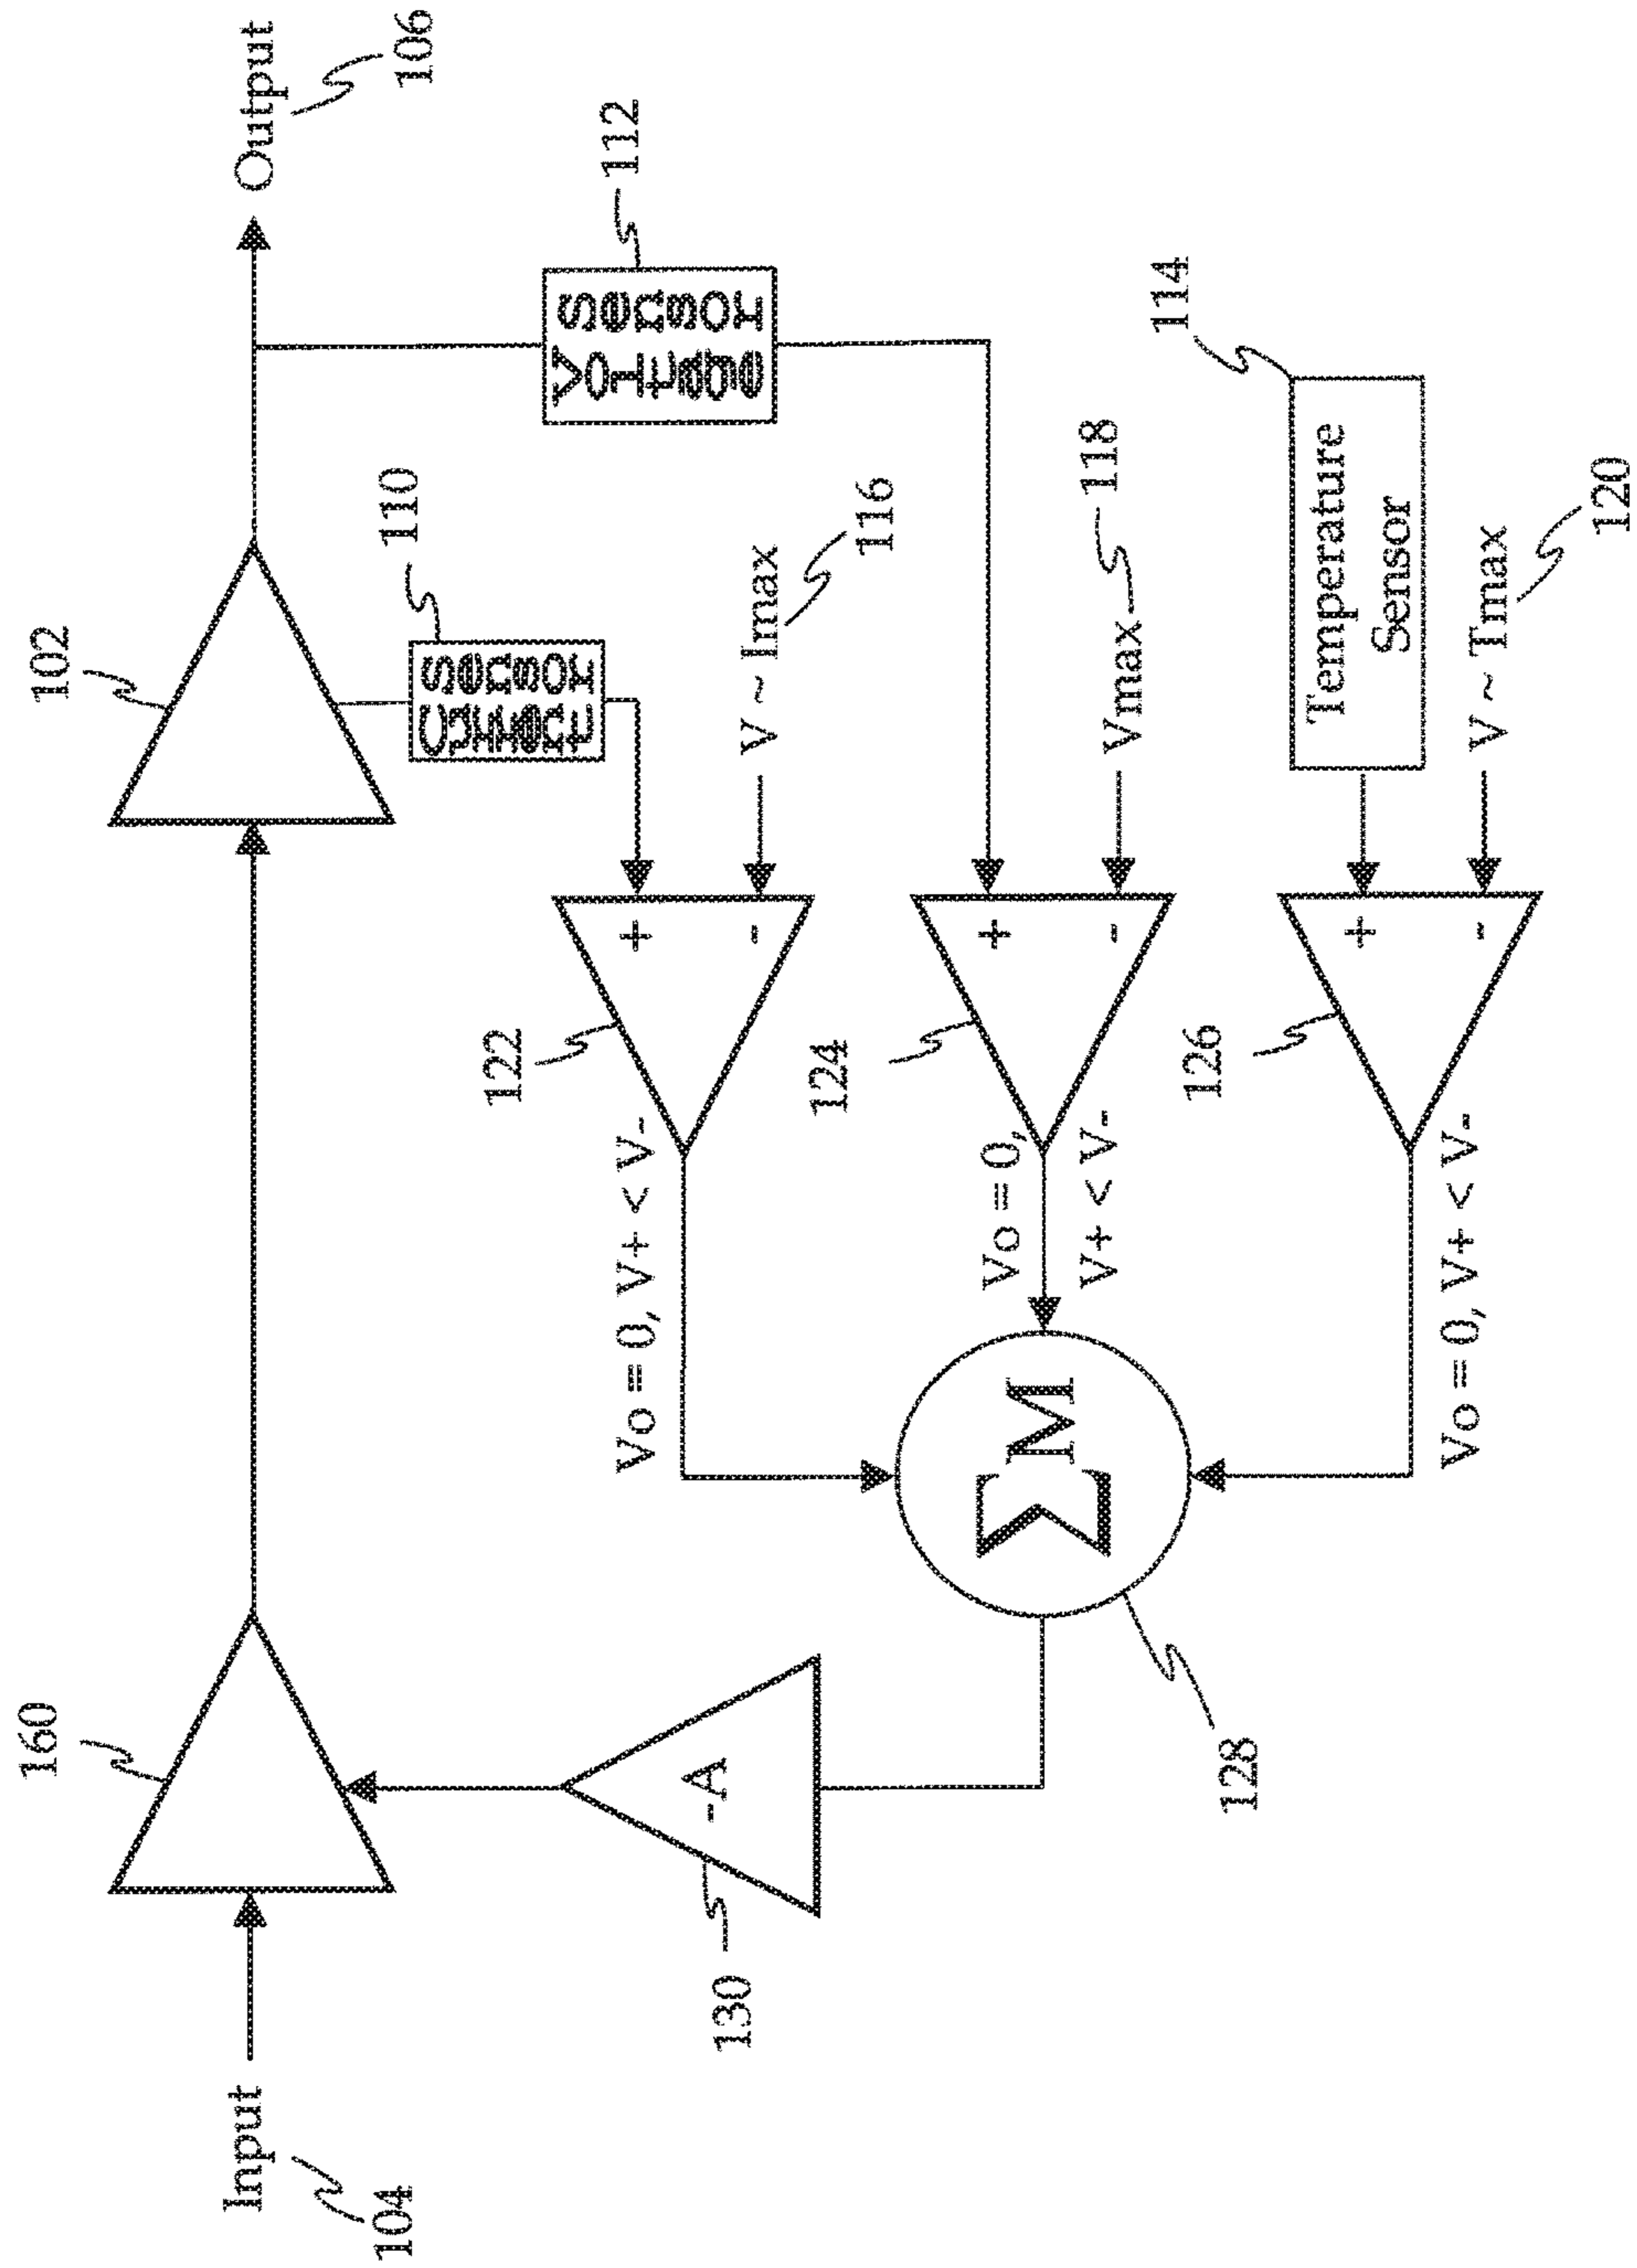 160
102
Output
106
Input
104
110
Current
Sensor
112
Voltage
Sensor
130
-A
122
+
-
V ~ Imax
116
Vo = 0, V+ < V-
124
+
-
Vmax
118
Vo = 0,
V+ < V-
ΣM
128
114
Temperature
Sensor
126
+
-
V ~ Tmax
120
Vo = 0, V+ < V-